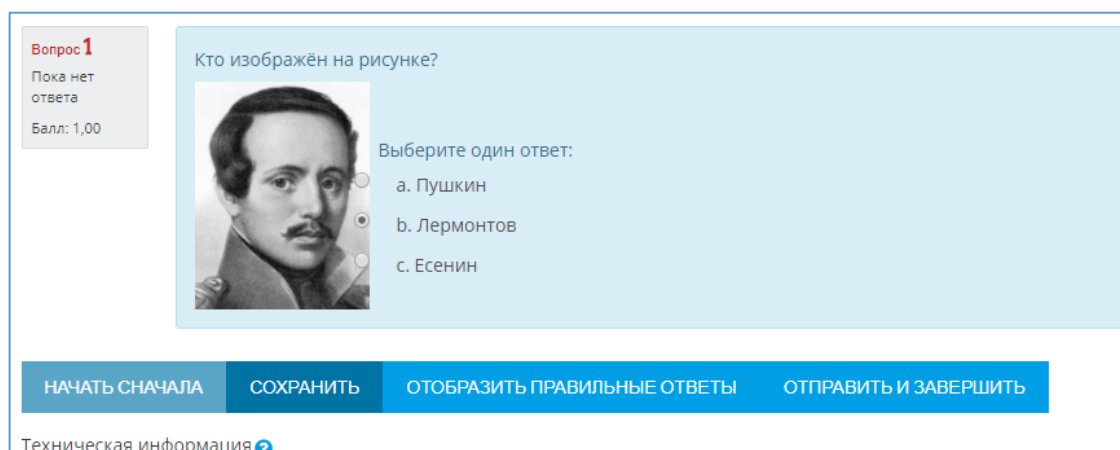 Вопрос 1
Пока нет
ответа
Балл: 1,00
Кто изображён на рисунке?
Выберите один ответ:
a. Пушкин
b. Лермонтов
c. Есенин
НАЧАТЬ СНАЧАЛА СОХРАНИТЬ ОТОБРАЗИТЬ ПРАВИЛЬНЫЕ ОТВЕТЫ ОТПРАВИТЬ И ЗАВЕРШИТЬ
Техническая информация ?